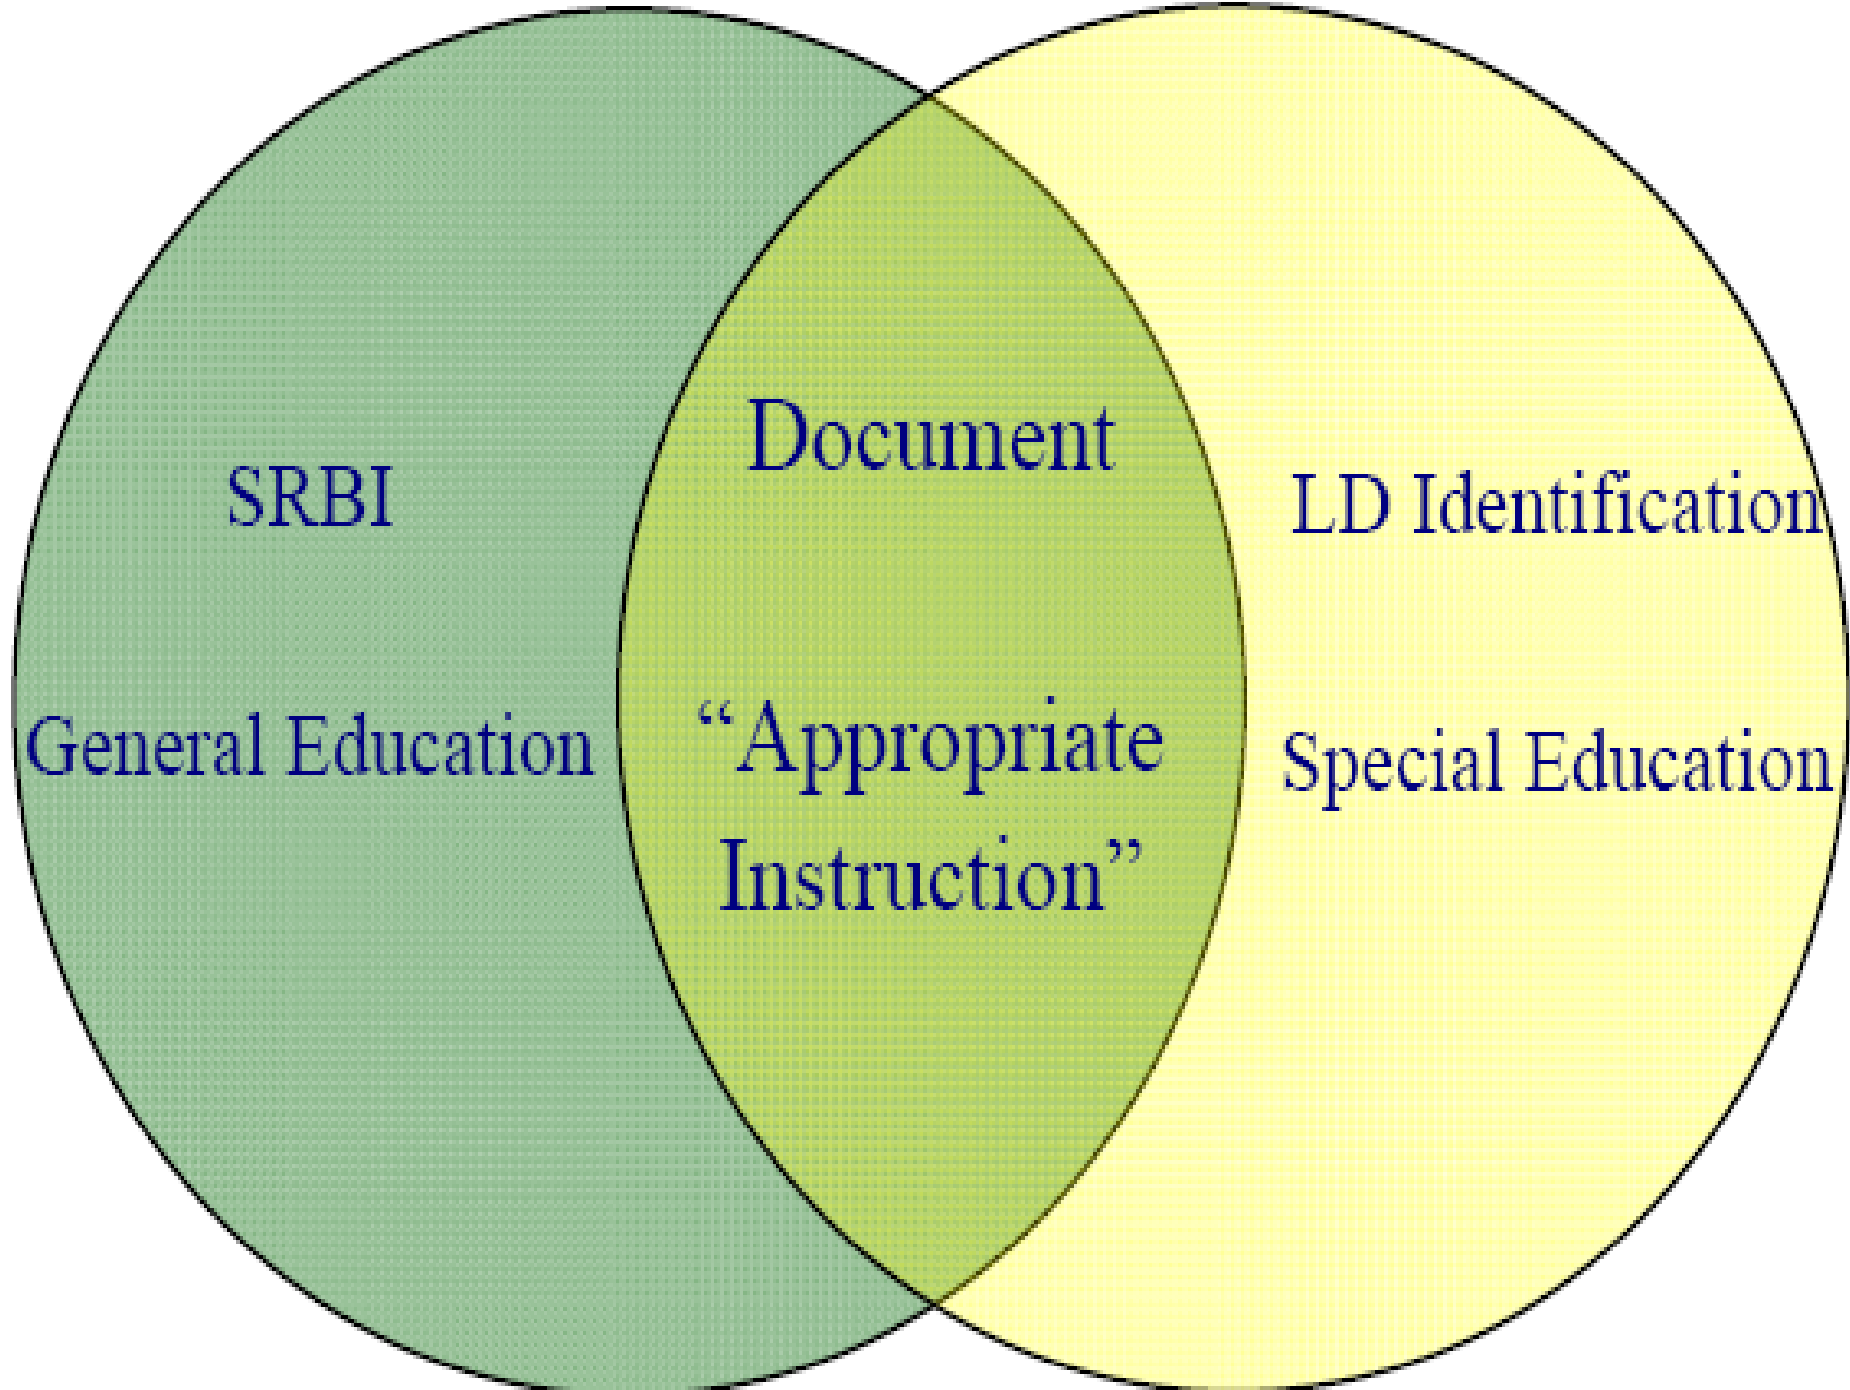 SRBI
General Education
Document
“Appropriate
Instruction”
LD Identification
Special Education